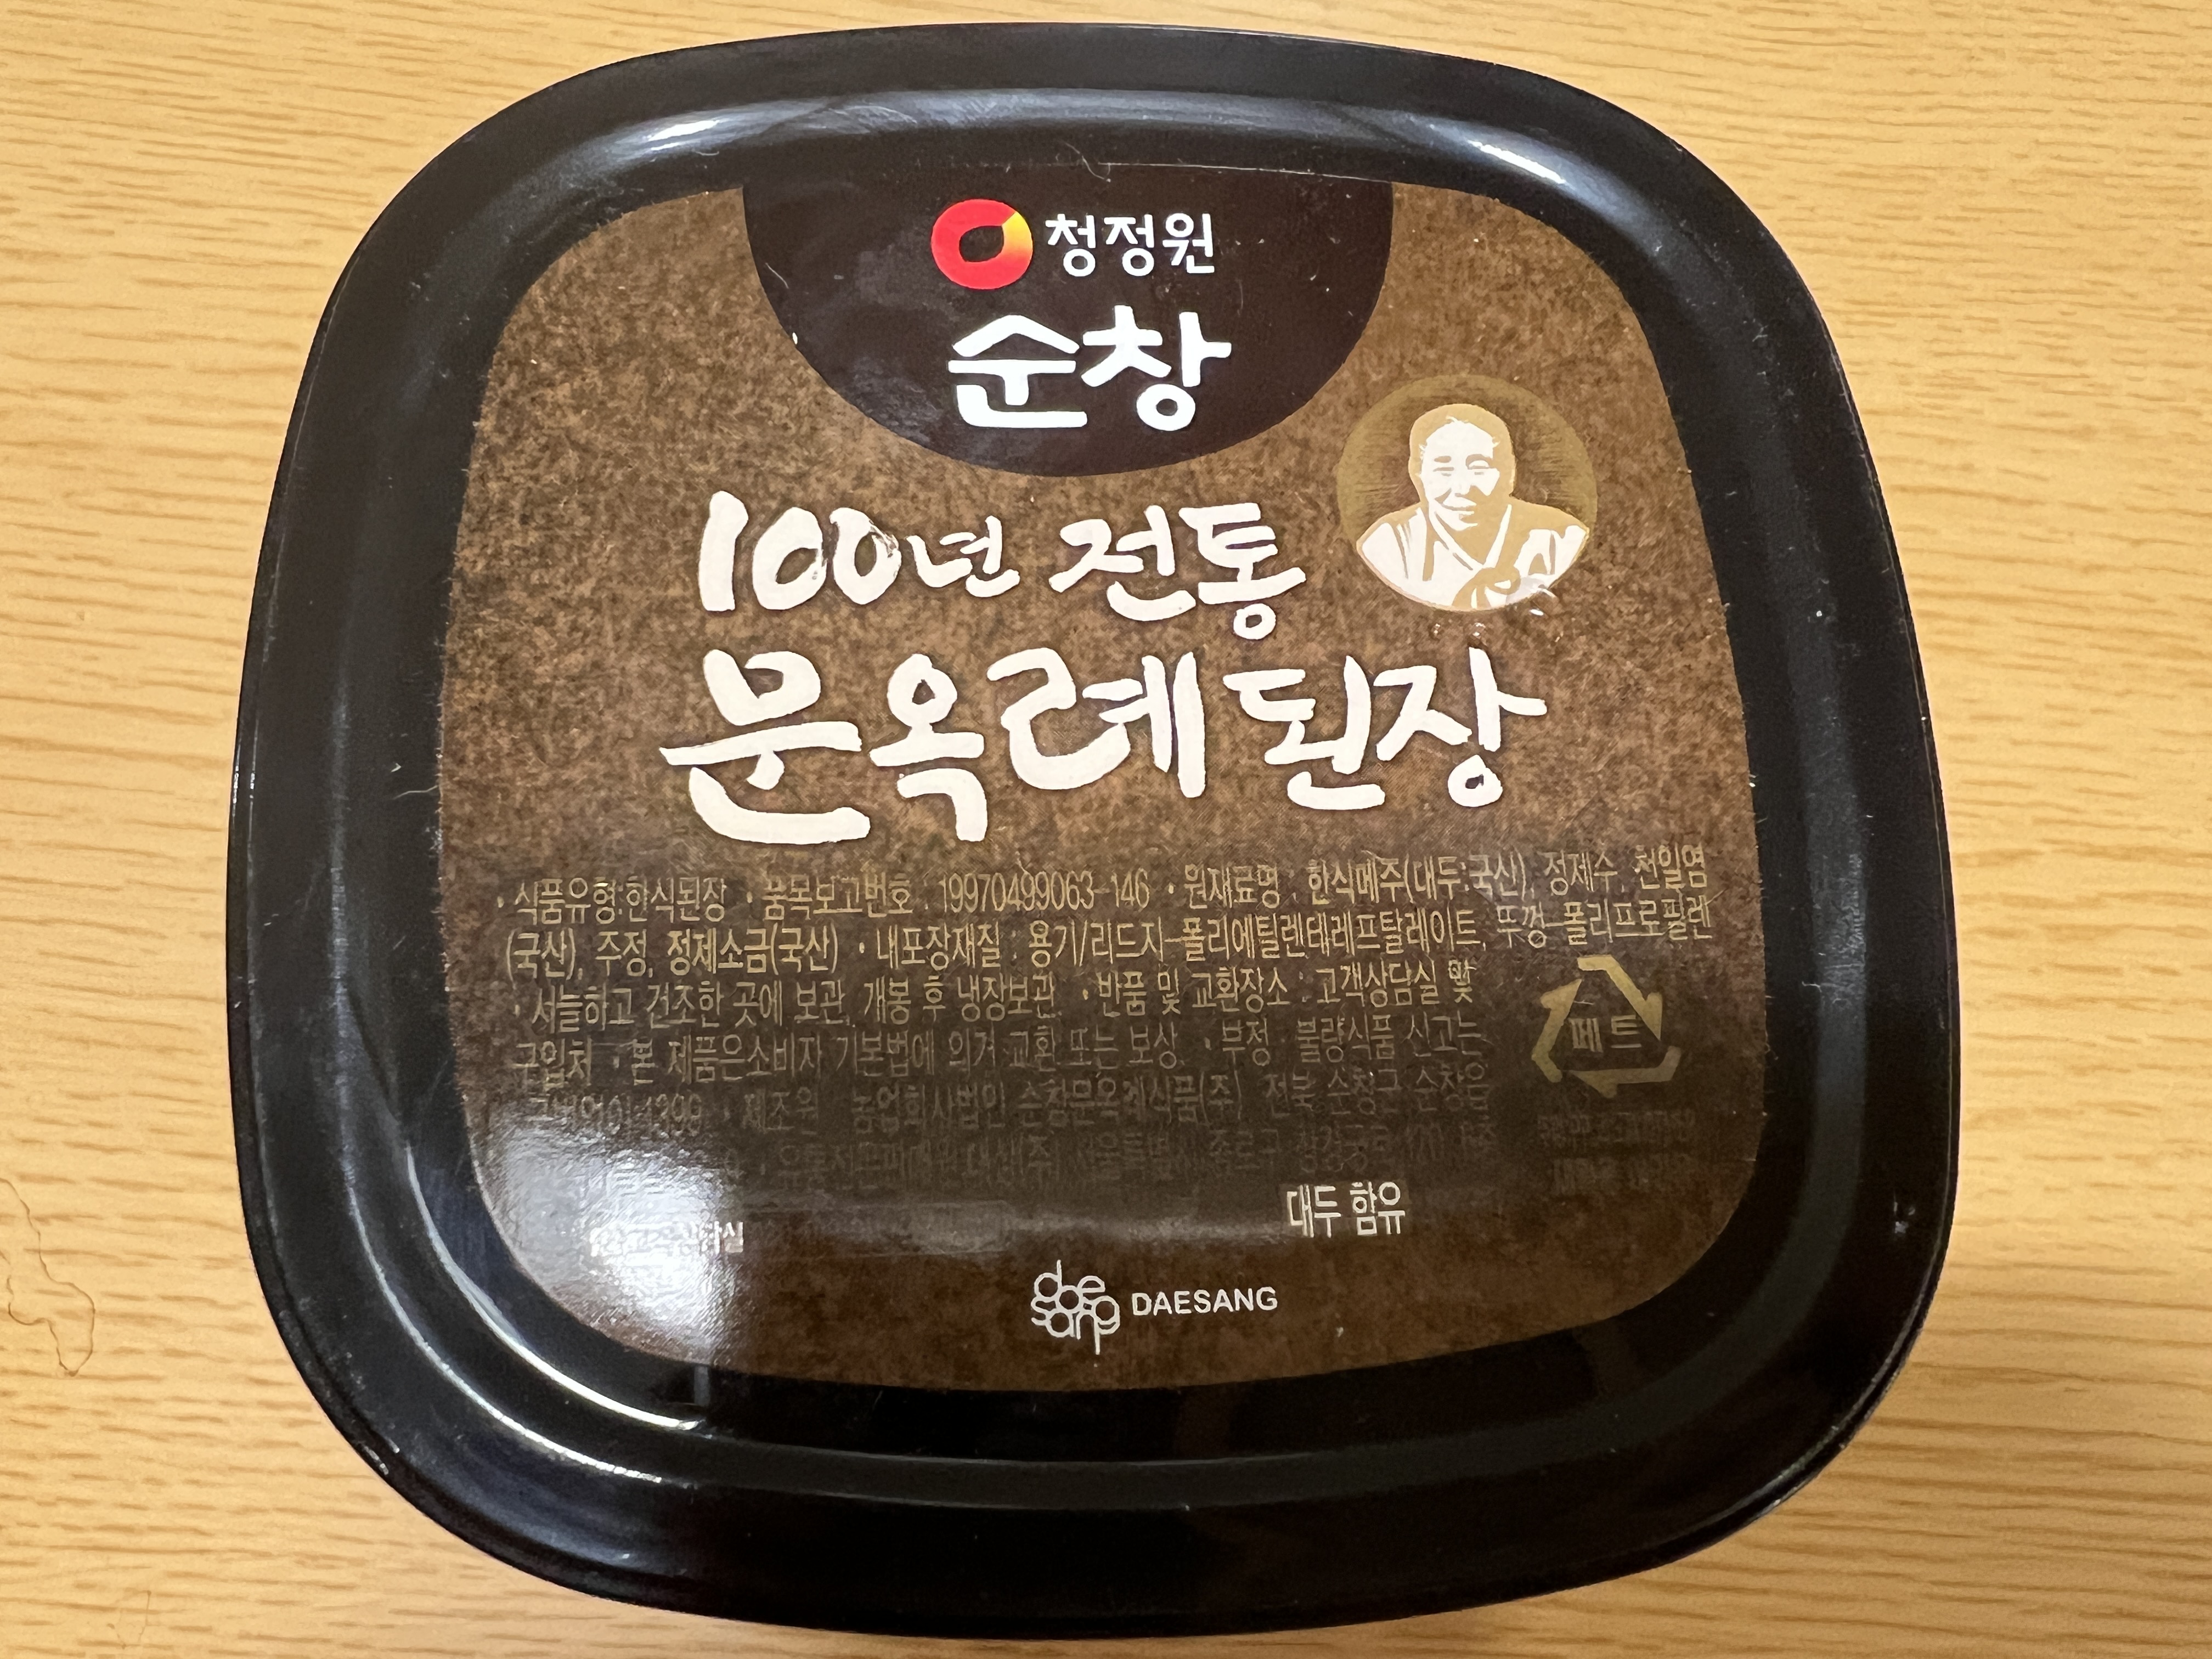 청정원
순창
100년 전통
문옥례 된장
· 식품유형:한식된장 · 품목보고번호 : 19970499063-146 · 원재료명 : 한식메주(대두:국산), 정제수, 천일염
(국산), 주정, 정제소금(국산) · 내포장재질 : 용기/리드지-폴리에틸렌테레프탈레이트, 뚜껑-폴리프로필렌
· 서늘하고 건조한 곳에 보관, 개봉 후 냉장보관. · 반품 및 교환장소 : 고객상담실 및
구입처 · 본 제품은소비자 기본법에 의거 교환 또는 보상. · 부정 · 불량식품 신고는
국번없이 1399 · 제조원 : 농업회사법인 순창문옥례식품(주) 전북 순창군 순창읍
페트
대두 함유
daesang DAESANG